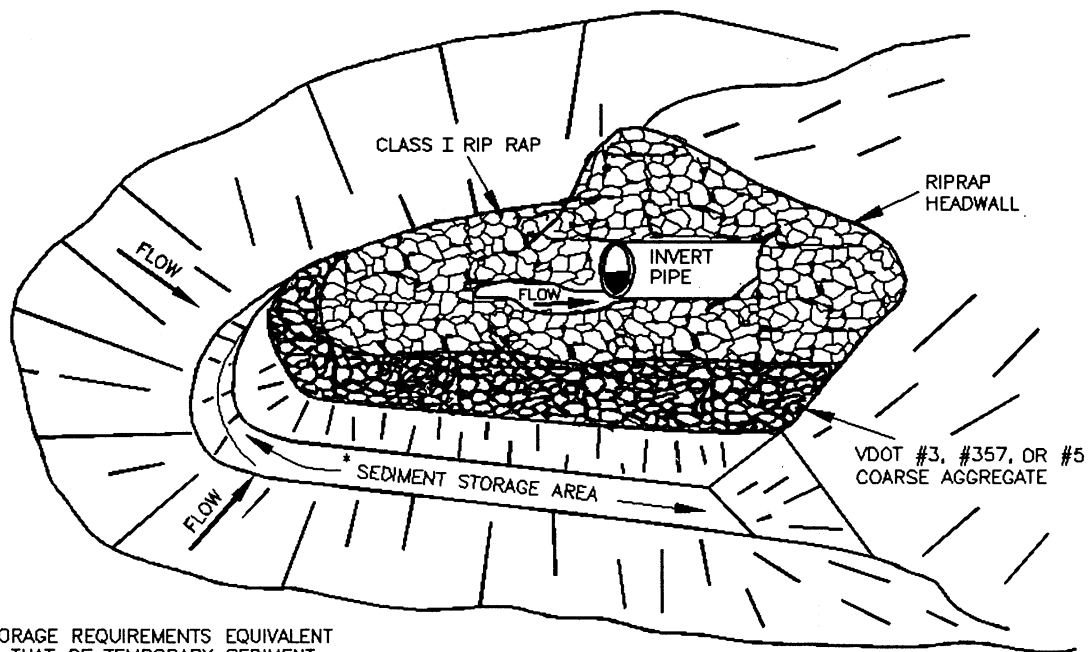 CLASS I RIP RAP
RIPRAP
HEADWALL
FLOW
INVERT
PIPE
FLOW
VDOT #3, #357, OR #5
COARSE AGGREGATE
* SEDIMENT STORAGE AREA
FLOW
REQUIREMENTS EQUIVALENT
THAT OF TEMPORARY SEDIMENT